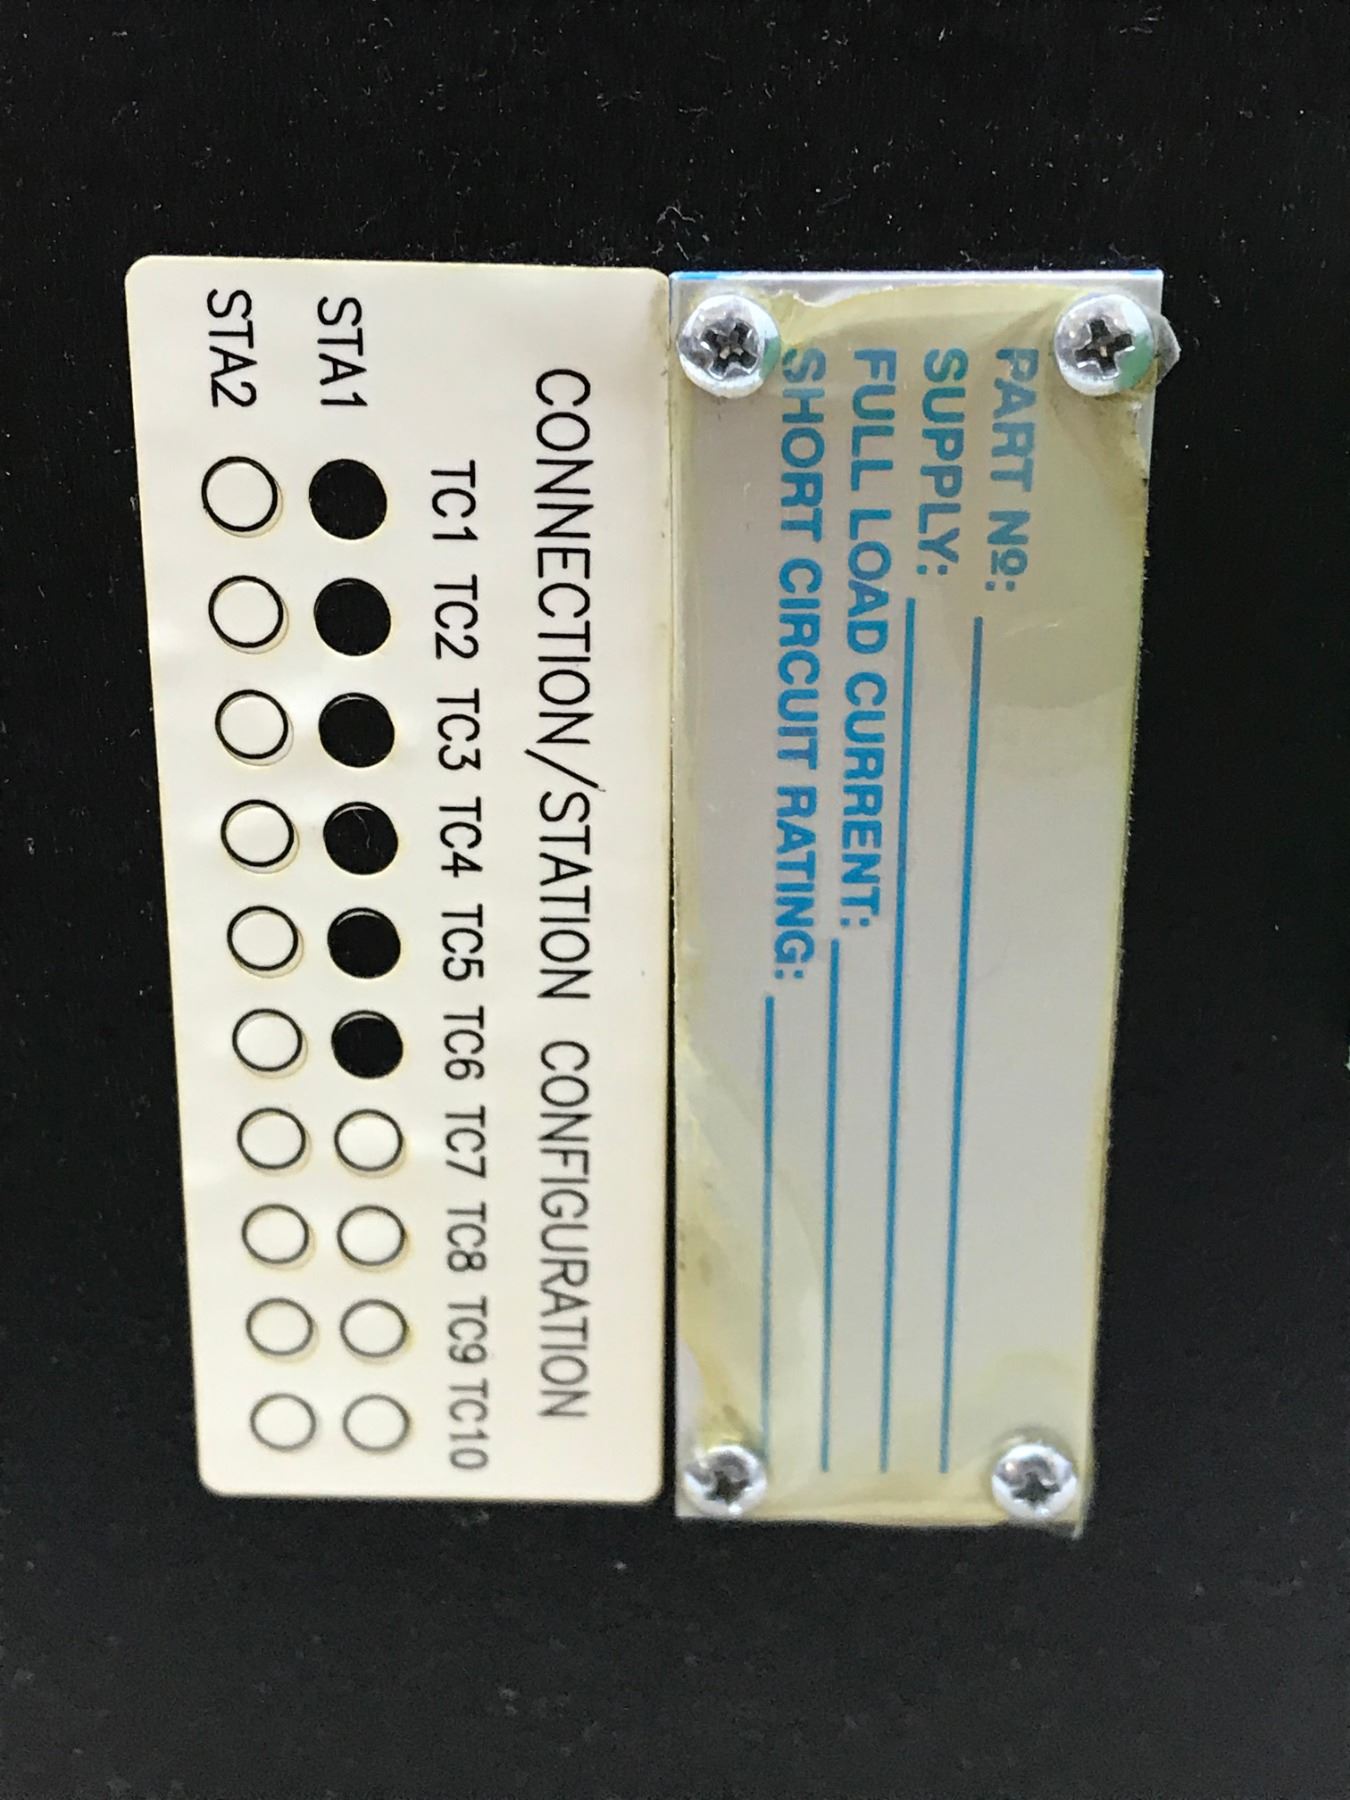 PART Nº:
SUPPLY:
FULL LOAD CURRENT:
SHORT CIRCUIT RATING:
CONNECTION/STATION CONFIGURATION
TC1 TC2 TC3 TC4 TC5 TC6 TC7 TC8 TC9 TC10
STA1
STA2